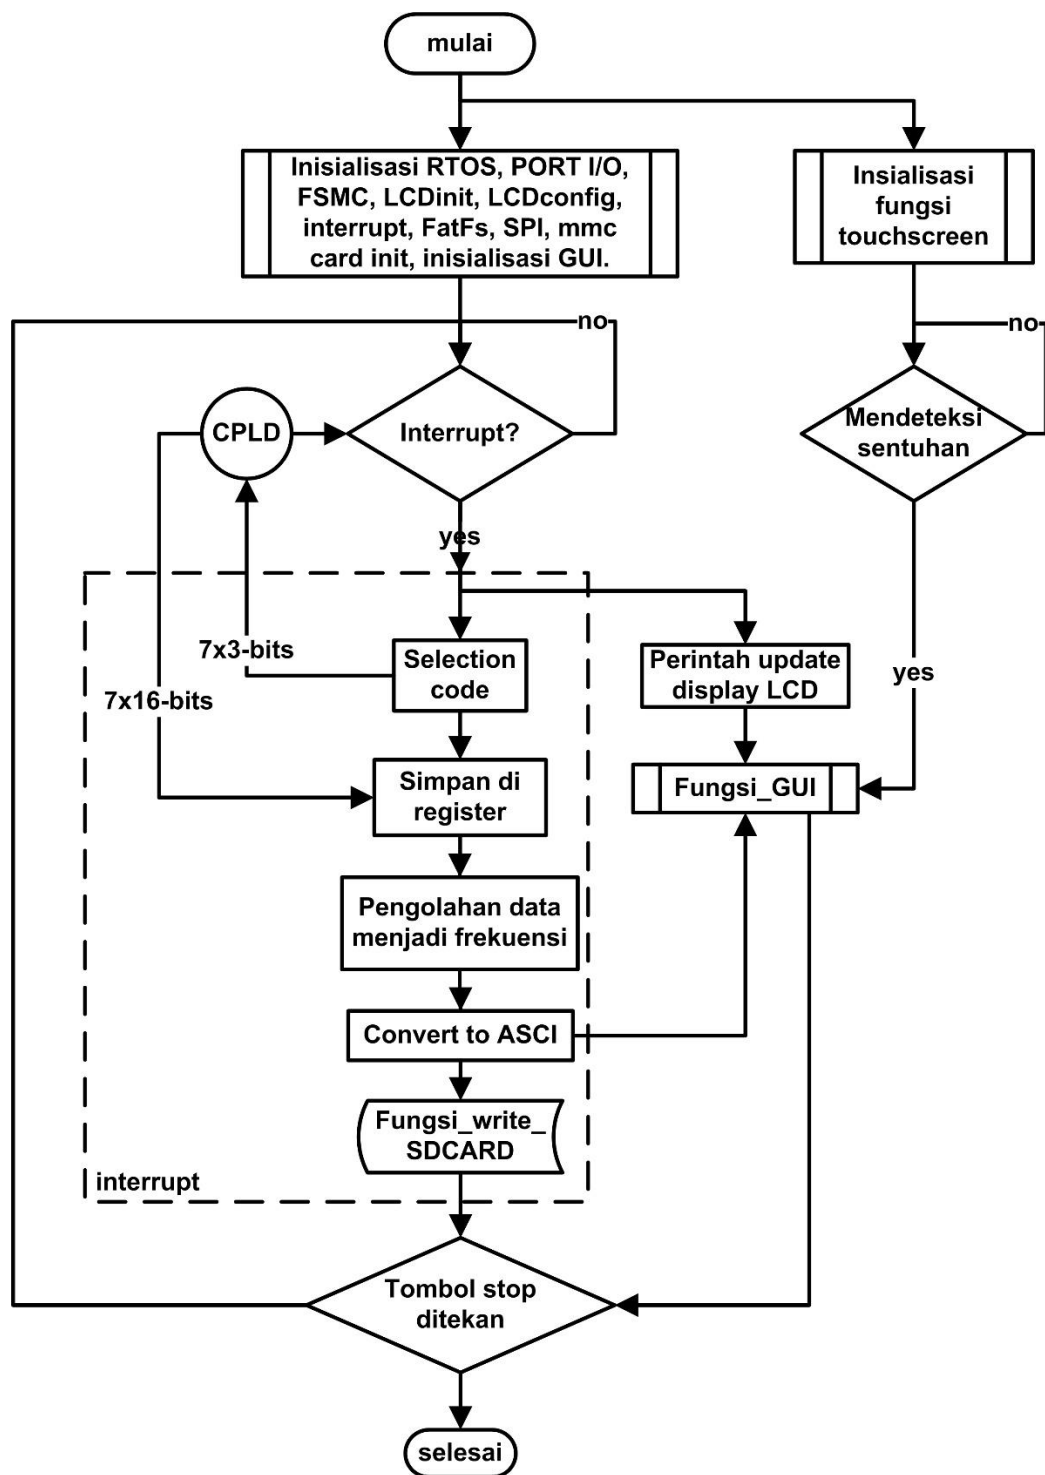 mulai
Inisialisasi RTOS, PORT I/O,
FSMC, LCDinit, LCDconfig,
interrupt, FatFs, SPI, mmc
card init, inisialisasi GUI.
Insialisasi
fungsi
touchscreen
no
no
CPLD
Interrupt?
Mendeteksi
sentuhan
yes
7x3-bits
Selection
code
Perintah update
display LCD
yes
7x16-bits
Simpan di
register
Fungsi_GUI
Pengolahan data
menjadi frekuensi
Convert to ASCI
Fungsi_write_
SDCARD
interrupt
Tombol stop
ditekan
selesai